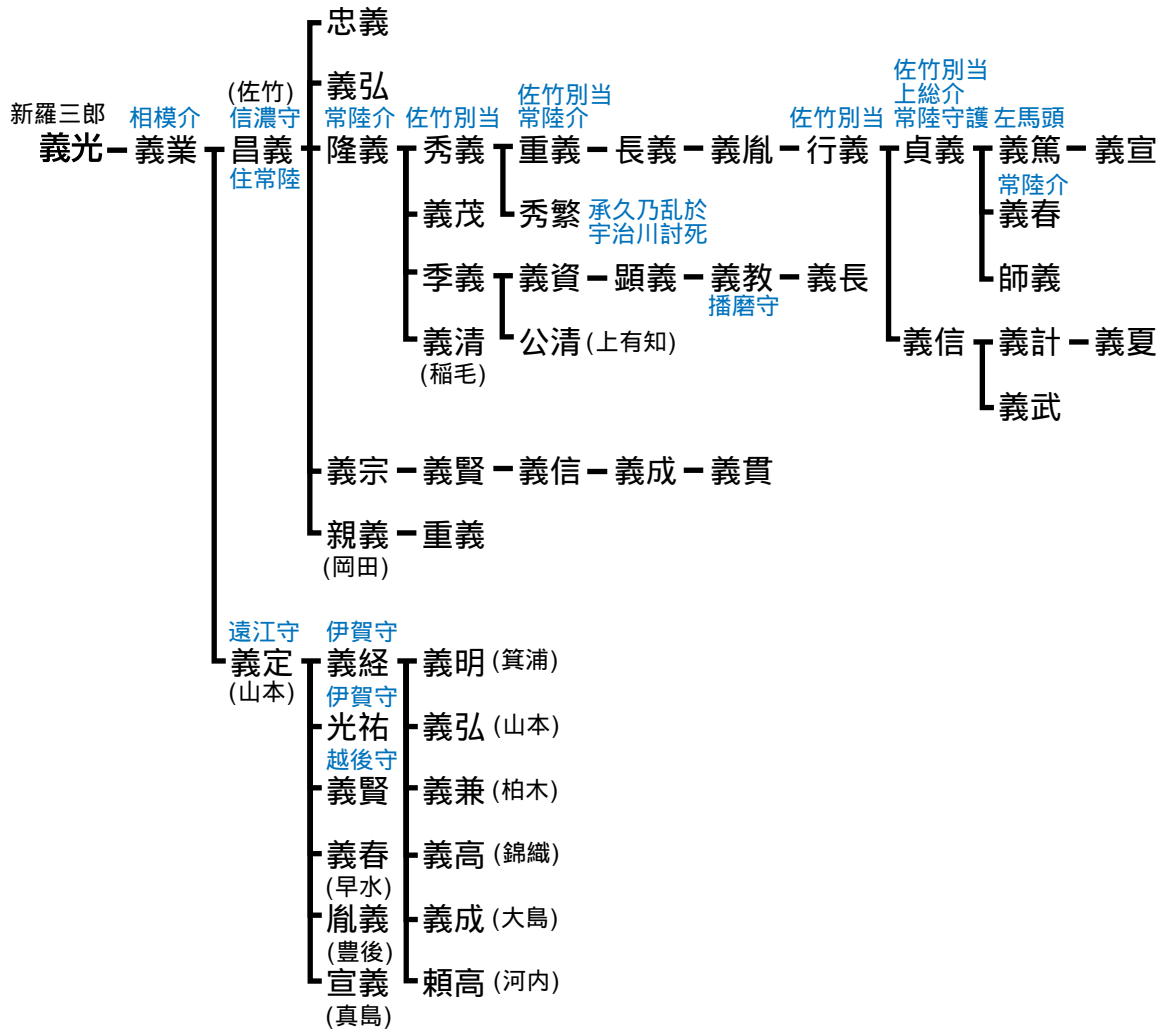 忠義
義弘
新羅三郎
義光
相模介
義業
(佐竹)
信濃守
昌義
住常陸
常陸介
隆義
佐竹別当
秀義
佐竹別当
常陸介
重義
長義
義胤
佐竹別当
行義
佐竹別当
上総介
常陸守護
貞義
左馬頭
義篤
義宣
義茂
秀繁
承久乃乱於
宇治川討死
常陸介
義春
師義
季義
義資
顕義
義教
播磨守
義長
義清
(稲毛)
公清
(上有知)
義信
義計
義夏
義武
義宗
義賢
義信
義成
義貫
親義
(岡田)
重義
遠江守
義定
(山本)
伊賀守
義経
義明
(箕浦)
伊賀守
光祐
義弘
(山本)
越後守
義賢
義兼
(柏木)
義春
(早水)
義高
(錦織)
胤義
(豊後)
義成
(大島)
宣義
(真島)
頼高
(河内)